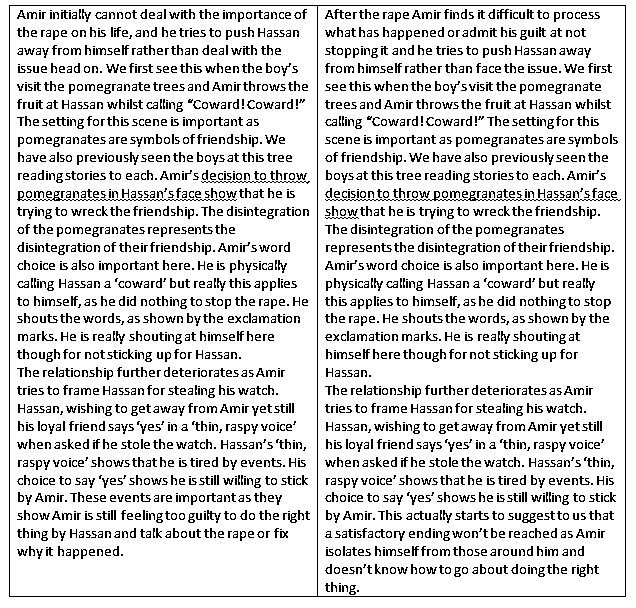 Amir initially cannot deal with the importance of
the rape on his life, and he tries to push Hassan
away from himself rather than deal with the
issue head on. We first see this when the boy's
visit the pomegranate trees and Amir throws the
fruit at Hassan whilst calling "Coward! Coward!"
The setting for this scene is important as
pomegranates are symbols of friendship. We
have also previously seen the boys at this tree
reading stories to each. Amir's decision to throw
pomegranates in Hassan's face show that he is
trying to wreck the friendship. The disintegration
of the pomegranates represents the
disintegration of their friendship. Amir's word
choice is also important here. He is physically
calling Hassan a 'coward' but really this applies
to himself, as he did nothing to stop the rape. He
shouts the words, as shown by the exclamation
marks. He is really shouting at himself here
though for not sticking up for Hassan.
The relationship further deteriorates as Amir
tries to frame Hassan for stealing his watch.
Hassan, wishing to get away from Amir yet still
his loyal friend says 'yes' in a 'thin, raspy voice'
when asked if he stole the watch. Hassan's 'thin,
raspy voice' shows that he is tired by events. His
choice to say 'yes' shows he is still willing to stick
by Amir. These events are important as they
show Amir is still feeling too guilty to do the right
thing by Hassan and talk about the rape or fix
why it happened.
After the rape Amir finds it difficult to process
what has happened or admit his guilt at not
stopping it and he tries to push Hassan away
from himself rather than face the issue. We first
see this when the boy's visit the pomegranate
trees and Amir throws the fruit at Hassan whilst
calling "Coward! Coward!" The setting for this
scene is important as pomegranates are symbols
of friendship. We have also previously seen the
boys at this tree reading stories to each. Amir's
decision to throw pomegranates in Hassan's face
show that he is trying to wreck the friendship.
The disintegration of the pomegranates
represents the disintegration of their friendship.
Amir's word choice is also important here. He is
physically calling Hassan a 'coward' but really
this applies to himself, as he did nothing to stop
the rape. He shouts the words, as shown by the
exclamation marks. He is really shouting at
himself here though for not sticking up for
Hassan.
The relationship further deteriorates as Amir
tries to frame Hassan for stealing his watch.
Hassan, wishing to get away from Amir yet still
his loyal friend says 'yes' in a 'thin, raspy voice'
when asked if he stole the watch. Hassan's 'thin,
raspy voice' shows that he is tired by events. His
choice to say 'yes' shows he is still willing to stick
by Amir. This actually starts to suggest to us that
a satisfactory ending won't be reached as Amir
isolates himself from those around him and
doesn't know how to go about doing the right
thing.